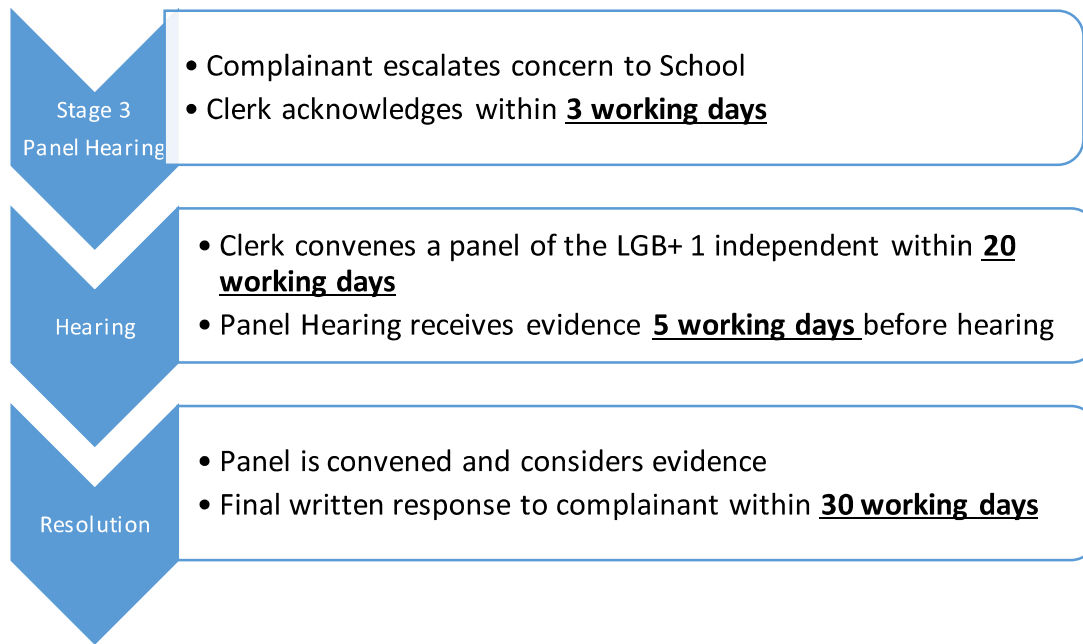 Stage 3
Panel Hearing
• Complainant escalates concern to School
• Clerk acknowledges within 3 working days
Hearing
• Clerk convenes a panel of the LGB+ 1 independent within 20
working days
• Panel Hearing receives evidence 5 working days before hearing
Resolution
• Panel is convened and considers evidence
• Final written response to complainant within 30 working days